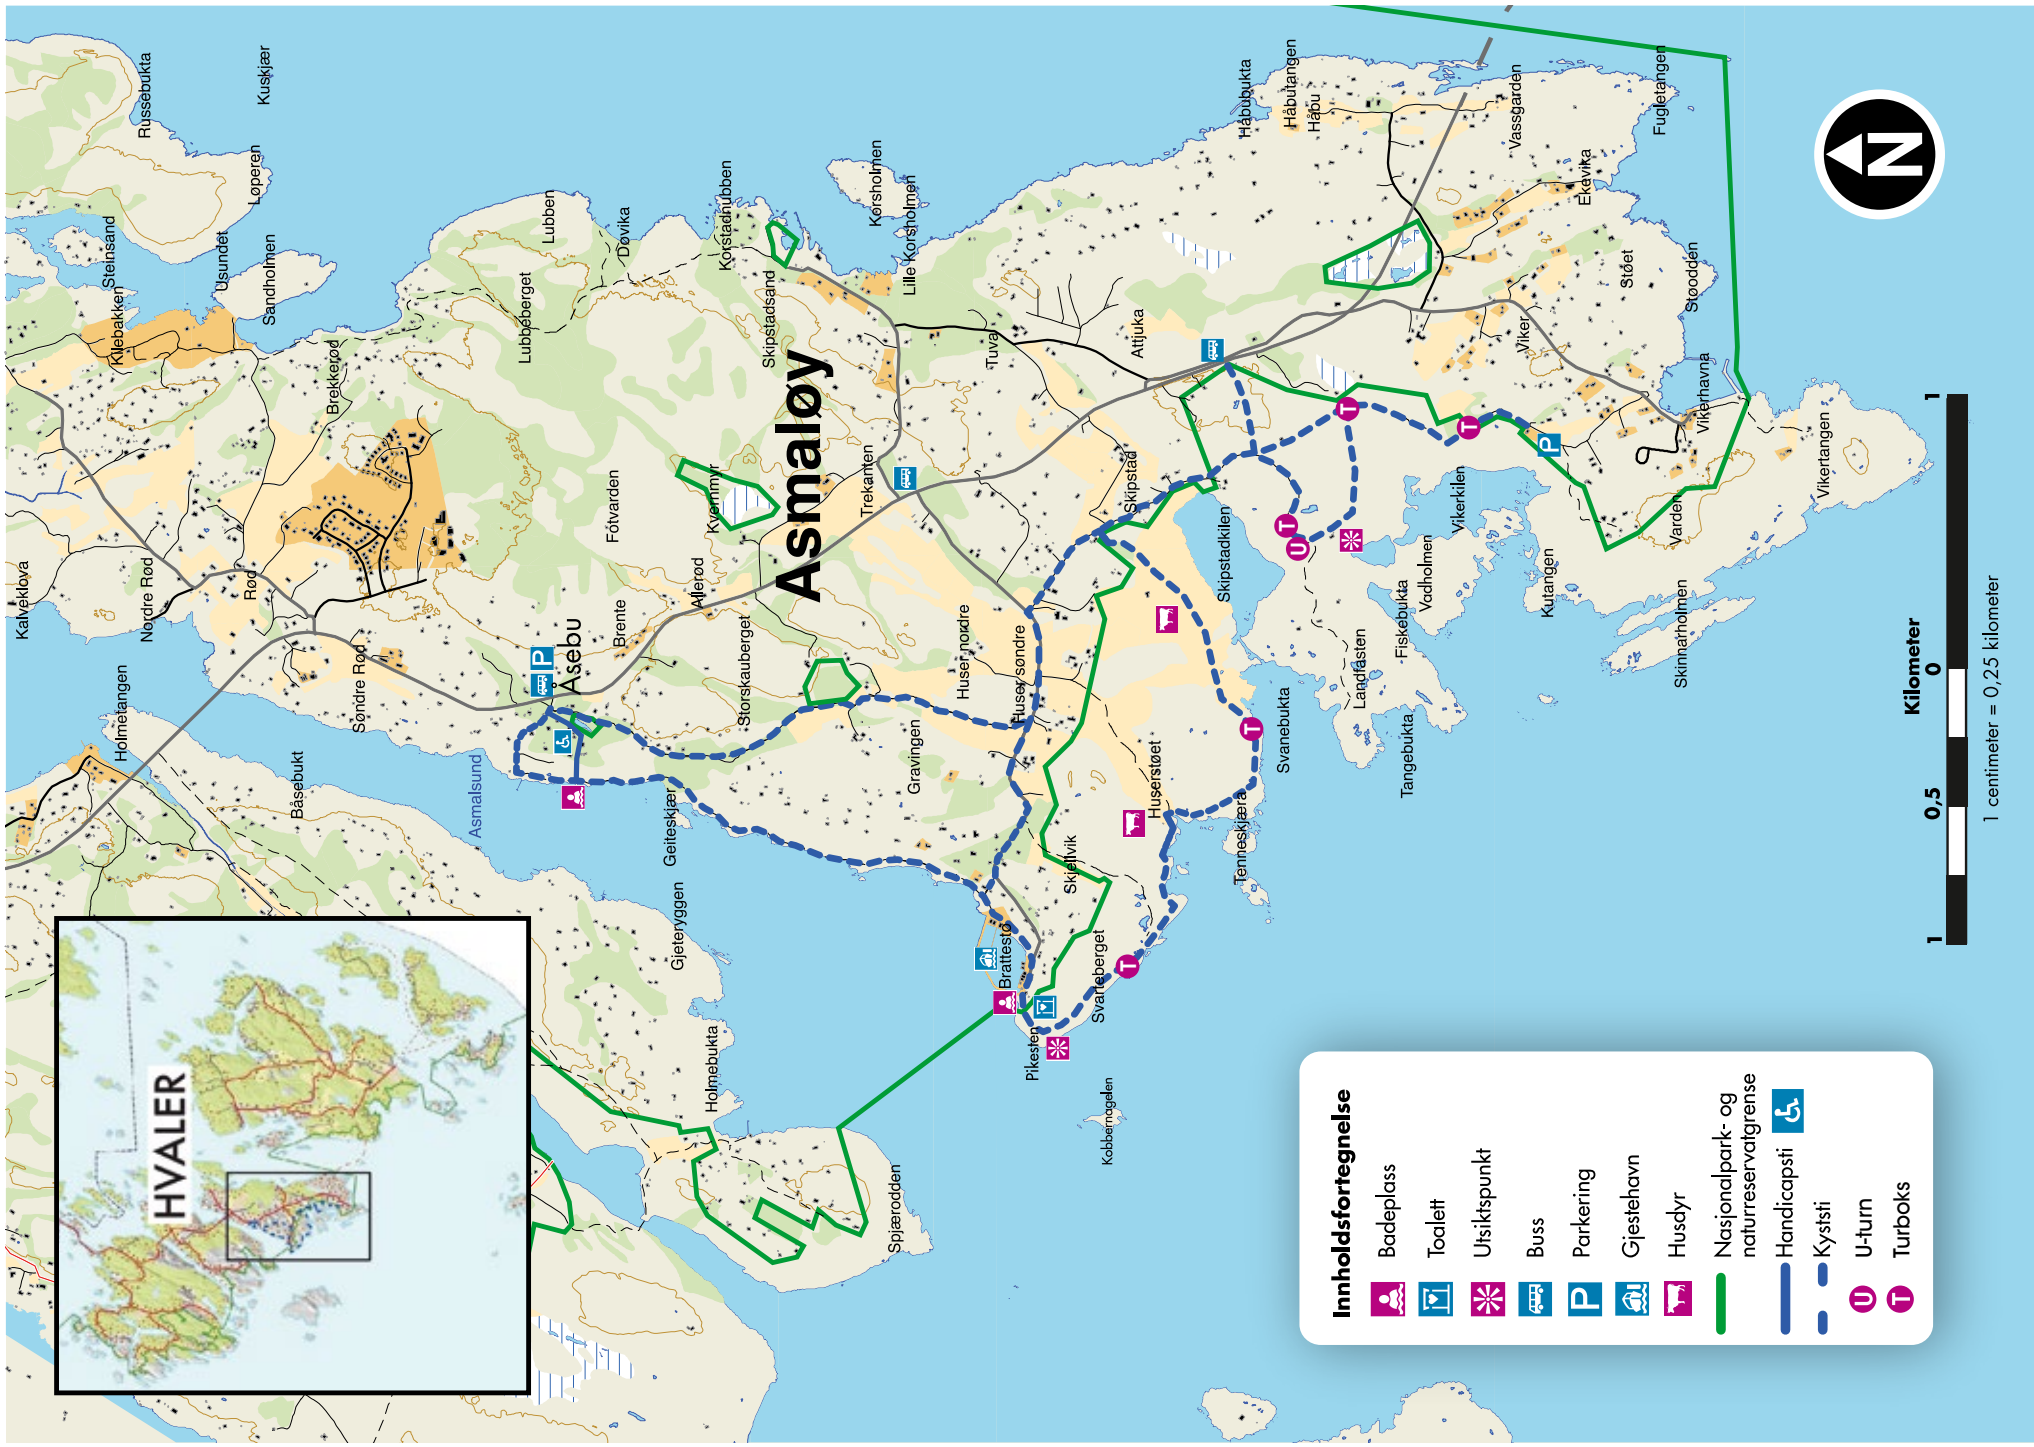 HVALER
Asmaløy
Kalveklova
Nordre Rød
Rød
Søndre Rød
Holmetangen
Båsebukt
Asmalsund
Geiteskjær
Gjeteryggen
Holmebukta
Spjærodden
Kilebakken
Steinsand
Usundet
Sandholmen
Løperen
Russebukta
Kuskjær
Brekkerød
Lubbeberget
Lubben
Døvika
Korstadnubben
Skipstadsand
Korsholmen
Lille Korsholmen
Fotvarden
Kvernmyr
Trekanten
Tuva
Attjuka
Åsebu
P
Brente
Allerød
Storskauberget
Huser nordre
Huser søndre
Gravingen
Skipstad
Skipstadkilen
Skjellvik
Huserstøet
Tenneskjæra
Svanebukta
Tangebukta
Landfasten
Fiskebukta
Vadholmen
Vikerkilen
Kutangen
Skinnarholmen
Varden
Vikertangen
Vikerhavna
Viker
Støet
Støodden
Ekevika
Vassgarden
Fugletangen
Håbu
Håbutangen
Håbubukta
Brattestø
Pikesten
Svarteberget
Kobbernagelen
T
T
T
T
T
U
P
N
Kilometer
1
0,5
0
1
1 centimeter = 0,25 kilometer
Innholdsfortegnelse
Badeplass
Toalett
Utsiktspunkt
Buss
P Parkering
Gjestehavn
Husdyr
Nasjonalpark- og
naturreservatgrense
Handicapsti
Kyststi
U U-turn
T Turboks